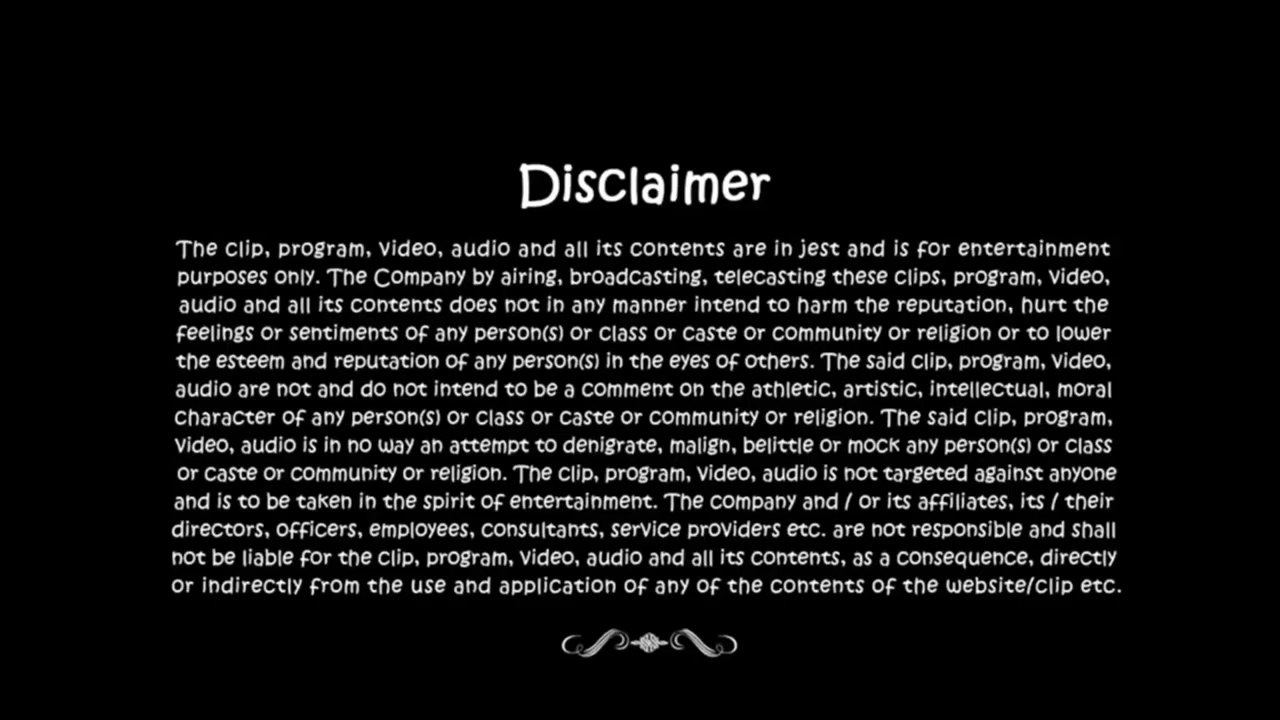 Disclaimer
The clip, program, video, audio and all its contents are in jest and is for entertainment
purposes only. The Company by airing, broadcasting, telecasting these clips, program, video,
audio and all its contents does not in any manner intend to harm the reputation, hurt the
feelings or sentiments of any person(s) or class or caste or community or religion or to lower
the esteem and reputation of any person(s) in the eyes of others. The said clip, program, video,
audio are not and do not intend to be a comment on the athletic, artistic, intellectual, moral
character of any person(s) or class or caste or community or religion. The said clip, program,
video, audio is in no way an attempt to denigrate, malign, belittle or mock any person(s) or class
or caste or community or religion. The clip, program, video, audio is not targeted against anyone
and is to be taken in the spirit of entertainment. The company and / or its affiliates, its / their
directors, officers, employees, consultants, service providers etc. are not responsible and shall
not be liable for the clip, program, video, audio and all its contents, as a consequence, directly
or indirectly from the use and application of any of the contents of the website/clip etc.